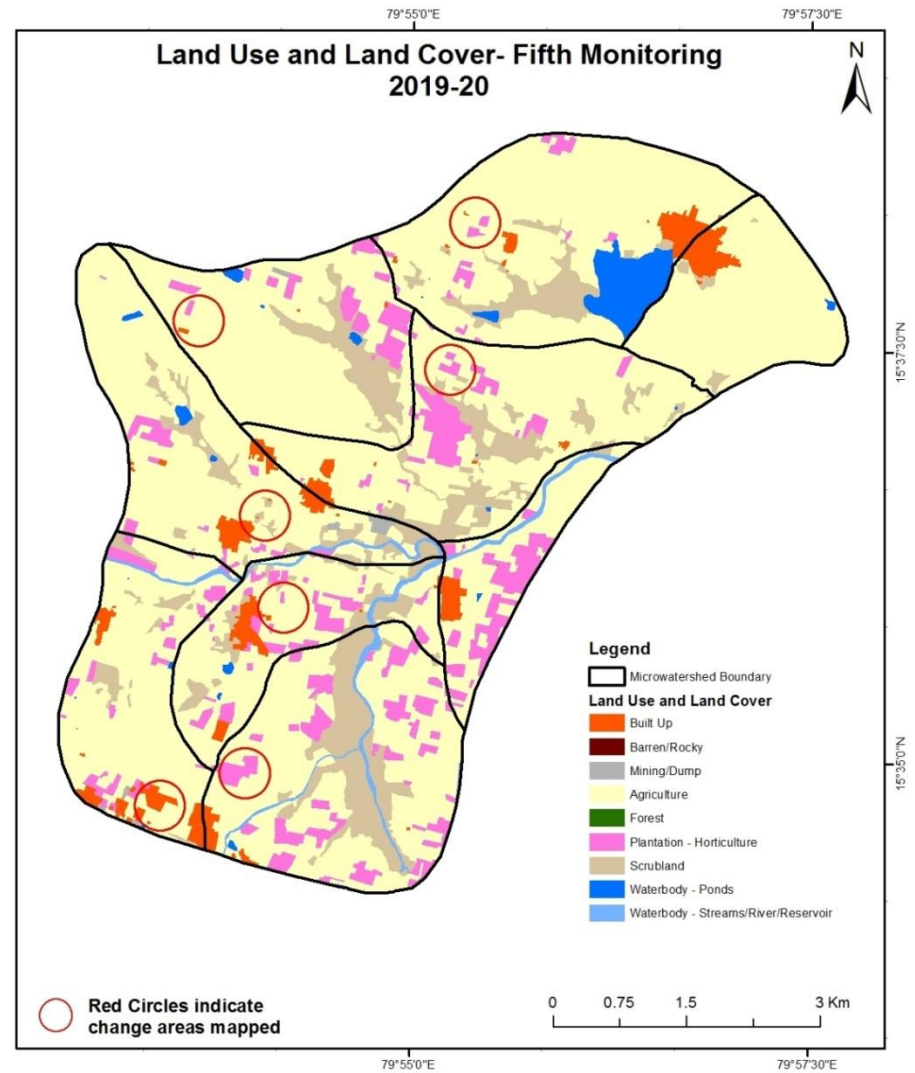 79°55'0"E
79°57'30"E
Land Use and Land Cover- Fifth Monitoring
2019-20
N
15°37'30"N
15°35'0"N
Legend
Microwatershed Boundary
Land Use and Land Cover
Built Up
Barren/Rocky
Mining/Dump
Agriculture
Forest
Plantation - Horticulture
Scrubland
Waterbody - Ponds
Waterbody - Streams/River/Reservoir
Red Circles indicate
change areas mapped
0 0.75 1.5 3 Km
79°55'0"E
79°57'30"E